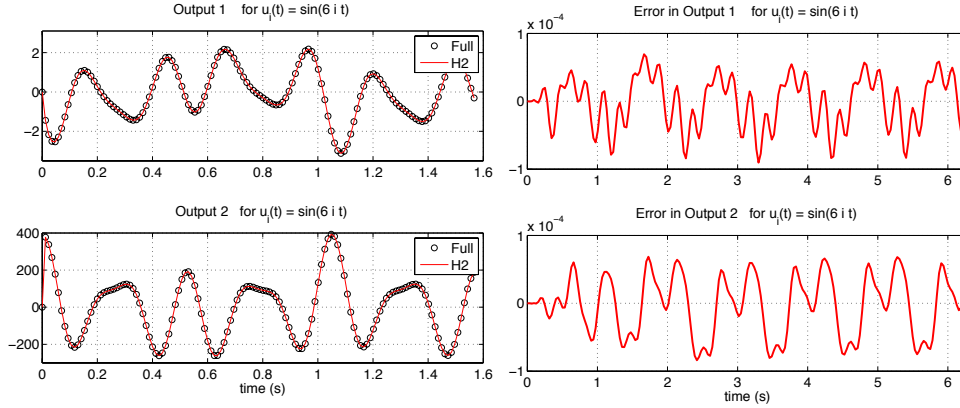 Output 1 for u_i(t) = sin(6 i t)
2
0
−2
0 0.2 0.4 0.6 0.8 1 1.2 1.4 1.6
Full
H2
Output 2 for u_i(t) = sin(6 i t)
400
200
0
−200
0 0.2 0.4 0.6 0.8 1 1.2 1.4 1.6
time (s)
Full
H2
x 10^−4
Error in Output 1 for u_i(t) = sin(6 i t)
1
0
−1
0 1 2 3 4 5 6
x 10^−4
Error in Output 2 for u_i(t) = sin(6 i t)
1
0
−1
0 1 2 3 4 5 6
time (s)